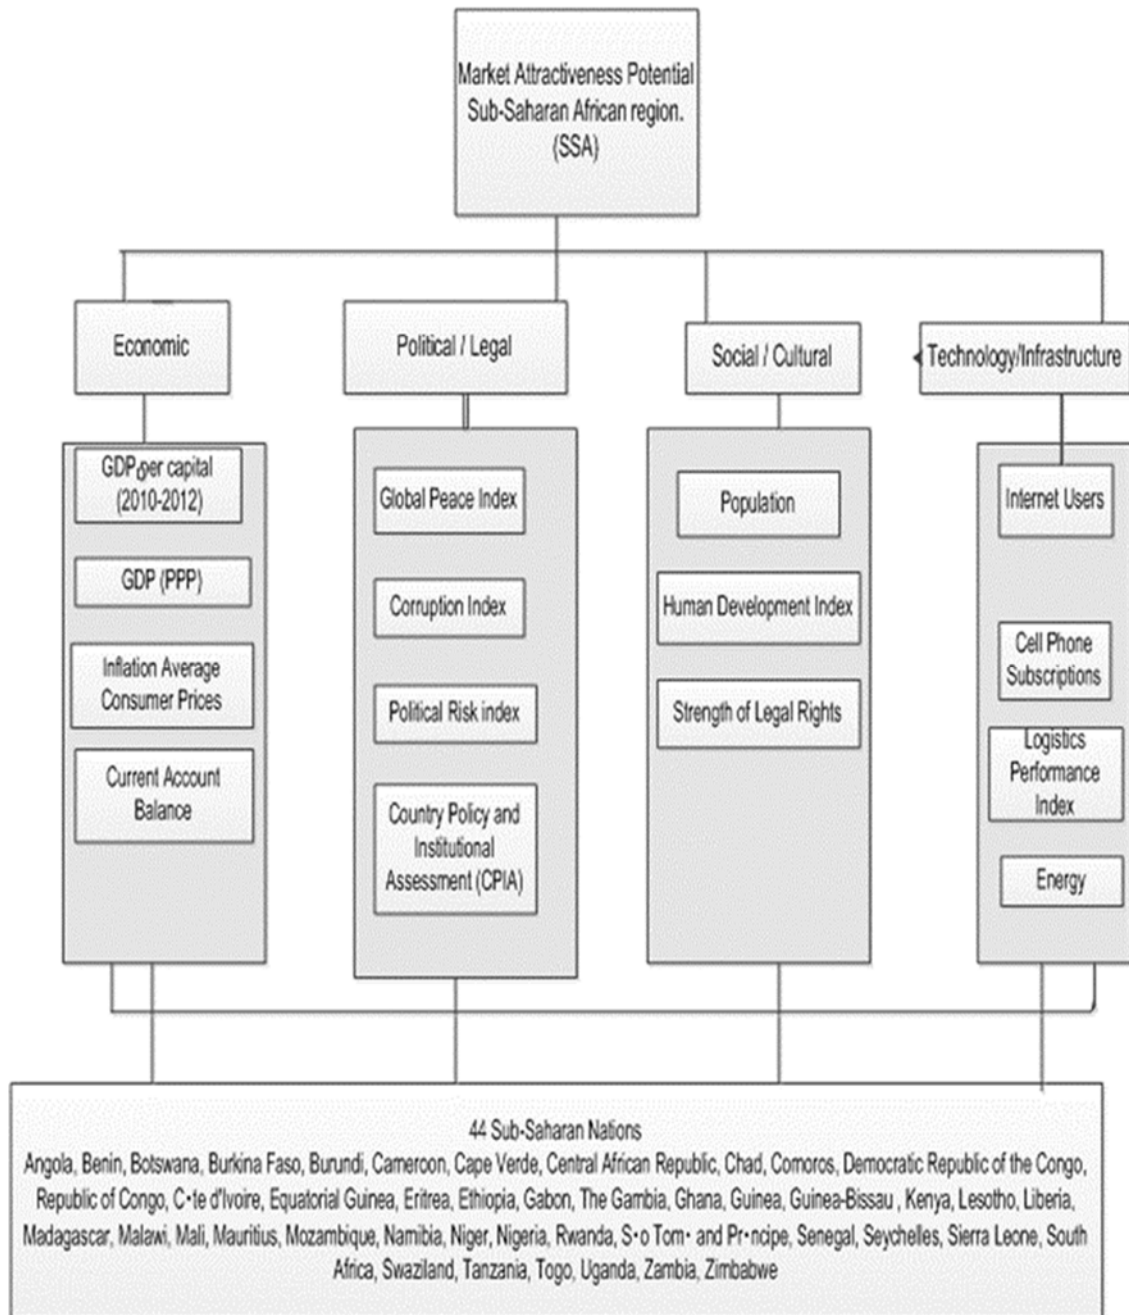 Market Attractiveness Potential
Sub-Saharan African region.
(SSA)
Economic
Political / Legal
Social / Cultural
Technology/Infrastructure
GDP per capital
(2010-2012)
GDP (PPP)
Inflation Average
Consumer Prices
Current Account
Balance
Global Peace Index
Corruption Index
Political Risk index
Country Policy and
Institutional
Assessment (CPIA)
Population
Human Development Index
Strength of Legal Rights
Internet Users
Cell Phone
Subscriptions
Logistics
Performance
Index
Energy
44 Sub-Saharan Nations
Angola, Benin, Botswana, Burkina Faso, Burundi, Cameroon, Cape Verde, Central African Republic, Chad, Comoros, Democratic Republic of the Congo,
Republic of Congo, C•te d'Ivoire, Equatorial Guinea, Eritrea, Ethiopia, Gabon, The Gambia, Ghana, Guinea, Guinea-Bissau , Kenya, Lesotho, Liberia,
Madagascar, Malawi, Mali, Mauritius, Mozambique, Namibia, Niger, Nigeria, Rwanda, S•o Tom• and Pr•ncipe, Senegal, Seychelles, Sierra Leone, South
Africa, Swaziland, Tanzania, Togo, Uganda, Zambia, Zimbabwe